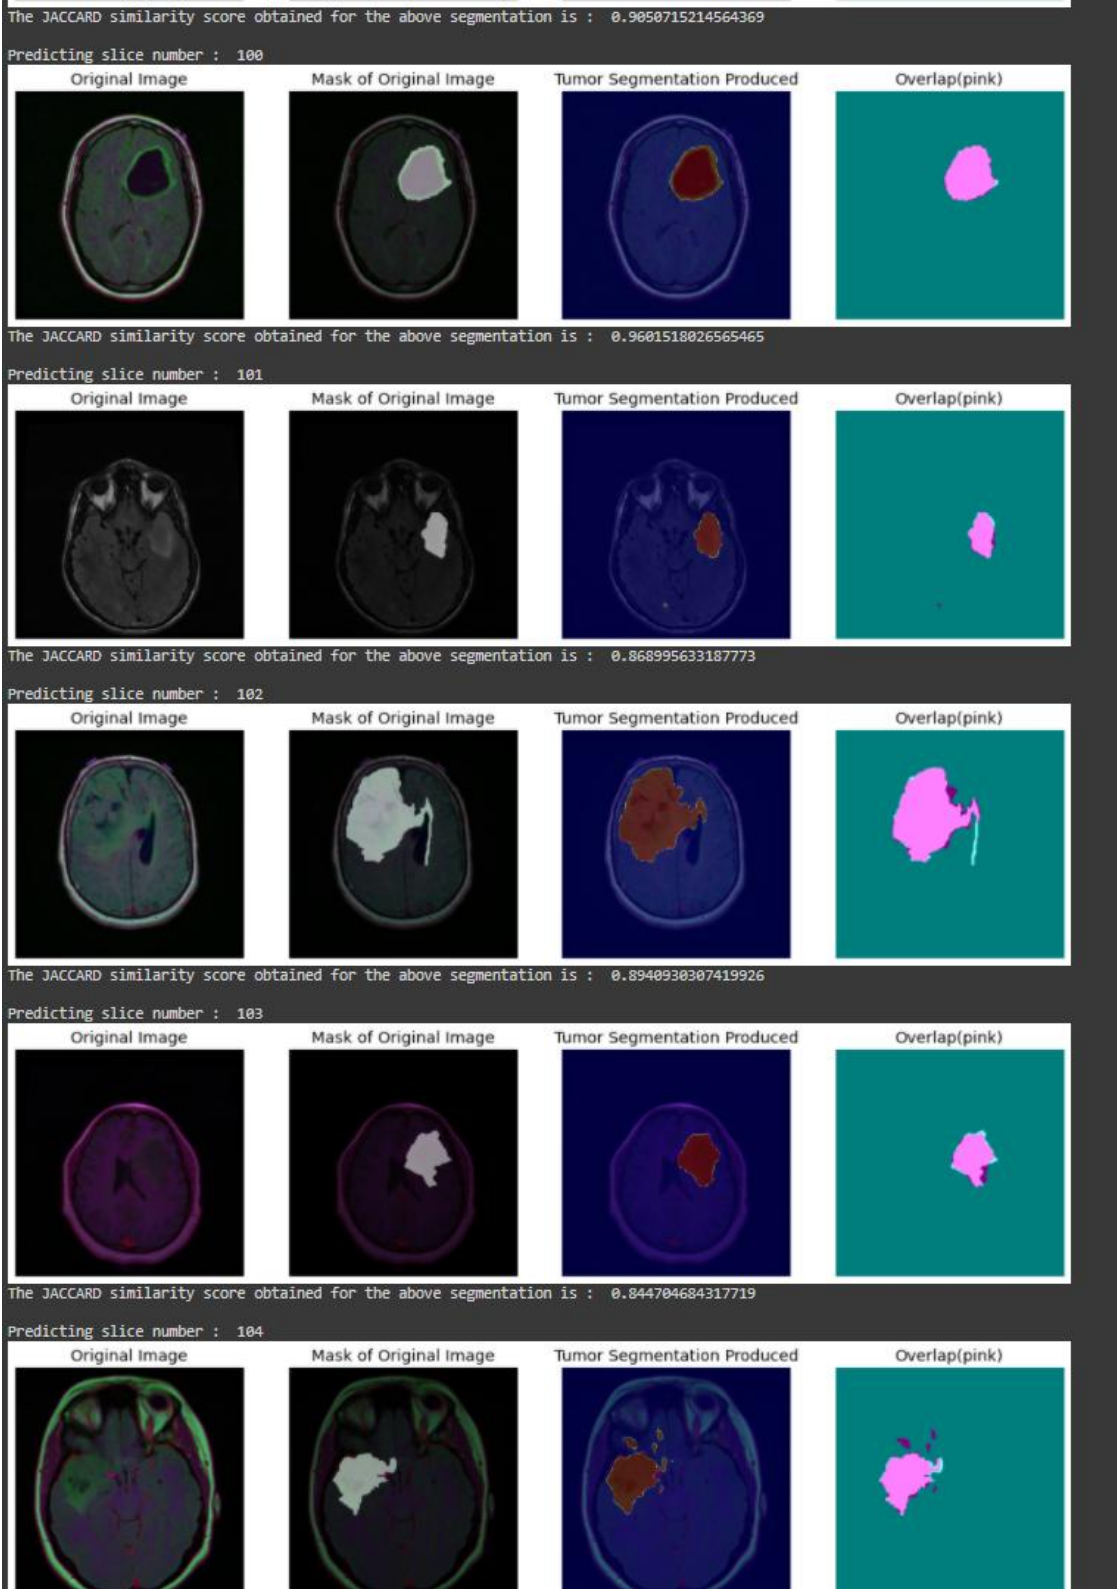 The JACCARD similarity score obtained for the above segmentation is :  0.9050715214564369
Predicting slice number :  100
Original Image Mask of Original Image Tumor Segmentation Produced Overlap(pink)
The JACCARD similarity score obtained for the above segmentation is :  0.9601518026565465
Predicting slice number :  101
Original Image Mask of Original Image Tumor Segmentation Produced Overlap(pink)
The JACCARD similarity score obtained for the above segmentation is :  0.868995633187773
Predicting slice number :  102
Original Image Mask of Original Image Tumor Segmentation Produced Overlap(pink)
The JACCARD similarity score obtained for the above segmentation is :  0.8940930307419926
Predicting slice number :  103
Original Image Mask of Original Image Tumor Segmentation Produced Overlap(pink)
The JACCARD similarity score obtained for the above segmentation is :  0.844704684317719
Predicting slice number :  104
Original Image Mask of Original Image Tumor Segmentation Produced Overlap(pink)